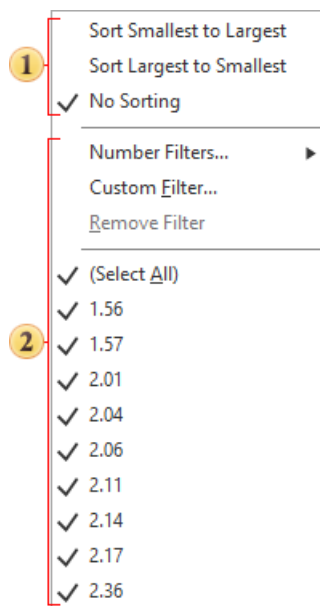 1
Sort Smallest to Largest
Sort Largest to Smallest
No Sorting
2
Number Filters...
Custom Filter...
Remove Filter
(Select All)
1.56
1.57
2.01
2.04
2.06
2.11
2.14
2.17
2.36